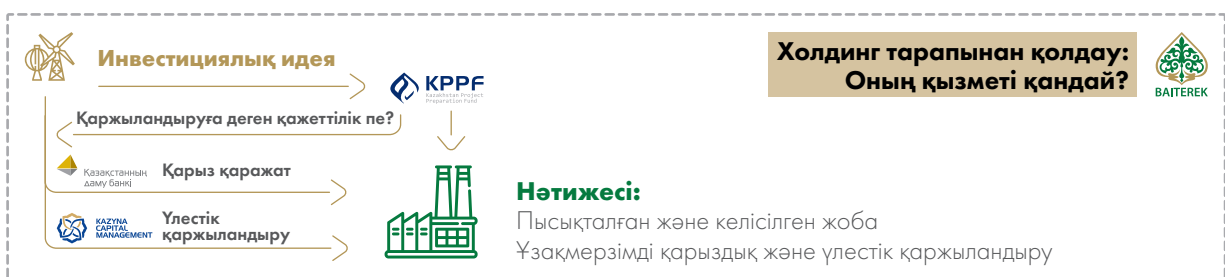 Инвестициялық идея
KPPF
Kazakhstan Project
Preparation Fund
Қаржыландыруға деген қажеттілік пе?
Қазақстанның
даму банкі
Қарыз қаражат
KAZYNA
CAPITAL
MANAGEMENT
Үлестік
қаржыландыру
Холдинг тарапынан қолдау:
Оның қызметі қандай?
BAITEREK
Нәтижесі:
Пысықталған және келісілген жоба
Ұзақмерзімді қарыздық және үлестік қаржыландыру